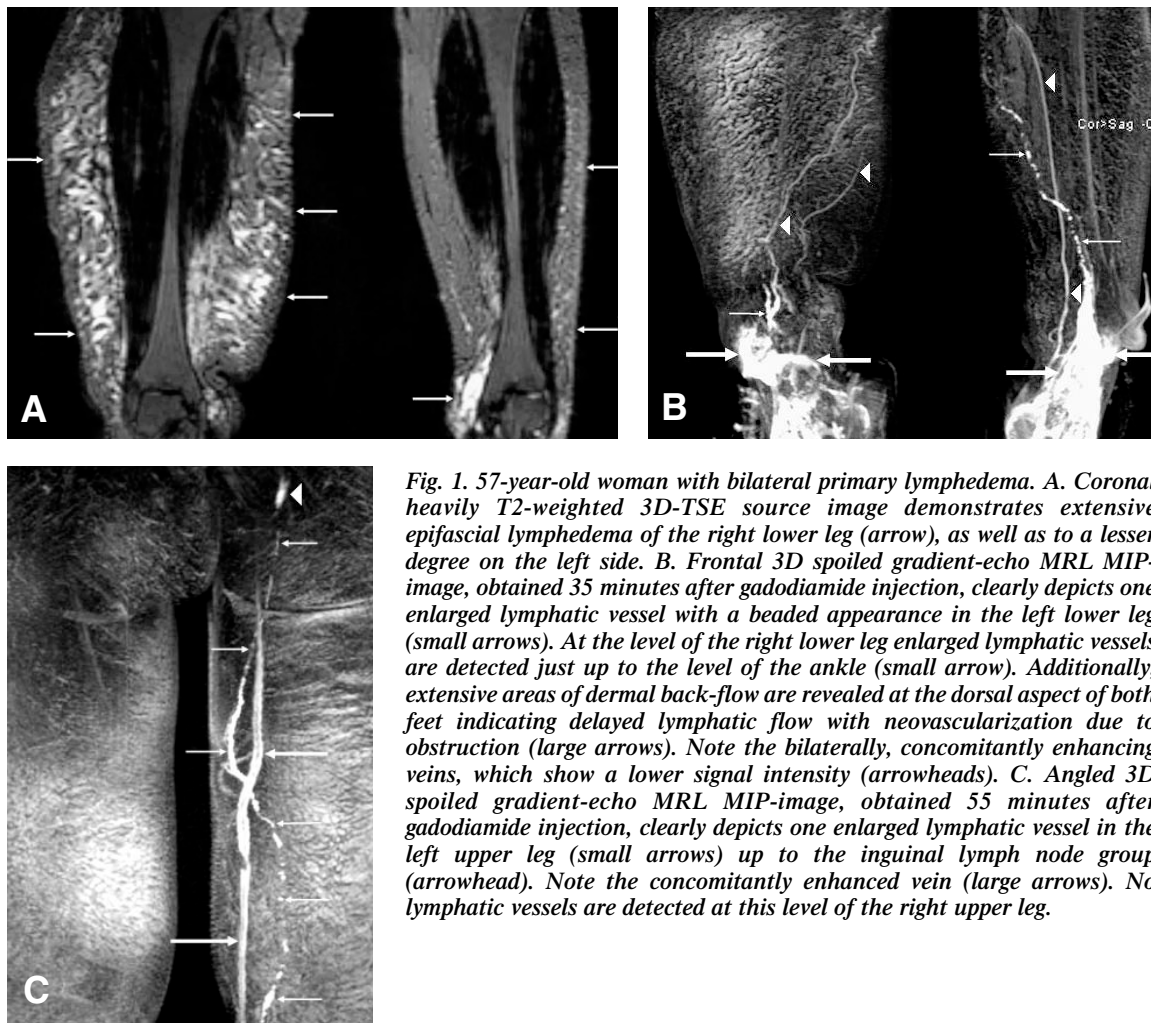 A
B
Cor>Sag -C
C
Fig. 1. 57-year-old woman with bilateral primary lymphedema. A. Coronal
heavily T2-weighted 3D-TSE source image demonstrates extensive
epifascial lymphedema of the right lower leg (arrow), as well as to a lesser
degree on the left side. B. Frontal 3D spoiled gradient-echo MRL MIP-
image, obtained 35 minutes after gadodiamide injection, clearly depicts one
enlarged lymphatic vessel with a beaded appearance in the left lower leg
(small arrows). At the level of the right lower leg enlarged lymphatic vessels
are detected just up to the level of the ankle (small arrow). Additionally,
extensive areas of dermal back-flow are revealed at the dorsal aspect of both
feet indicating delayed lymphatic flow with neovascularization due to
obstruction (large arrows). Note the bilaterally, concomitantly enhancing
veins, which show a lower signal intensity (arrowheads). C. Angled 3D
spoiled gradient-echo MRL MIP-image, obtained 55 minutes after
gadodiamide injection, clearly depicts one enlarged lymphatic vessel in the
left upper leg (small arrows) up to the inguinal lymph node group
(arrowhead). Note the concomitantly enhanced vein (large arrows). No
lymphatic vessels are detected at this level of the right upper leg.